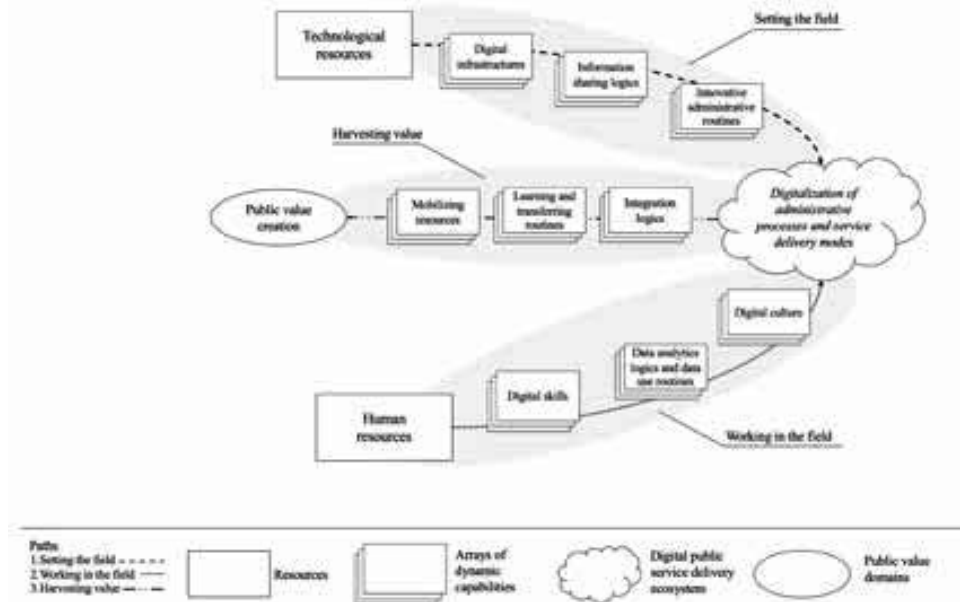 Technological
resources
Digital
infrastructures
Information
sharing logics
Innovative
administrative
routines
Setting the field
Harvesting value
Public value
creation
Mobilizing
resources
Learning and
transferring
routines
Integration
logics
Digitalization of
administrative
processes and service
delivery modes
Digital culture
Data analytics
logics and data
use routines
Digital skills
Human
resources
Working in the field
Paths
1.Setting the field
2.Working in the field
3.Harvesting value
Resources
Arrays of
dynamic
capabilities
Digital public
service delivery
ecosystem
Public value
domains